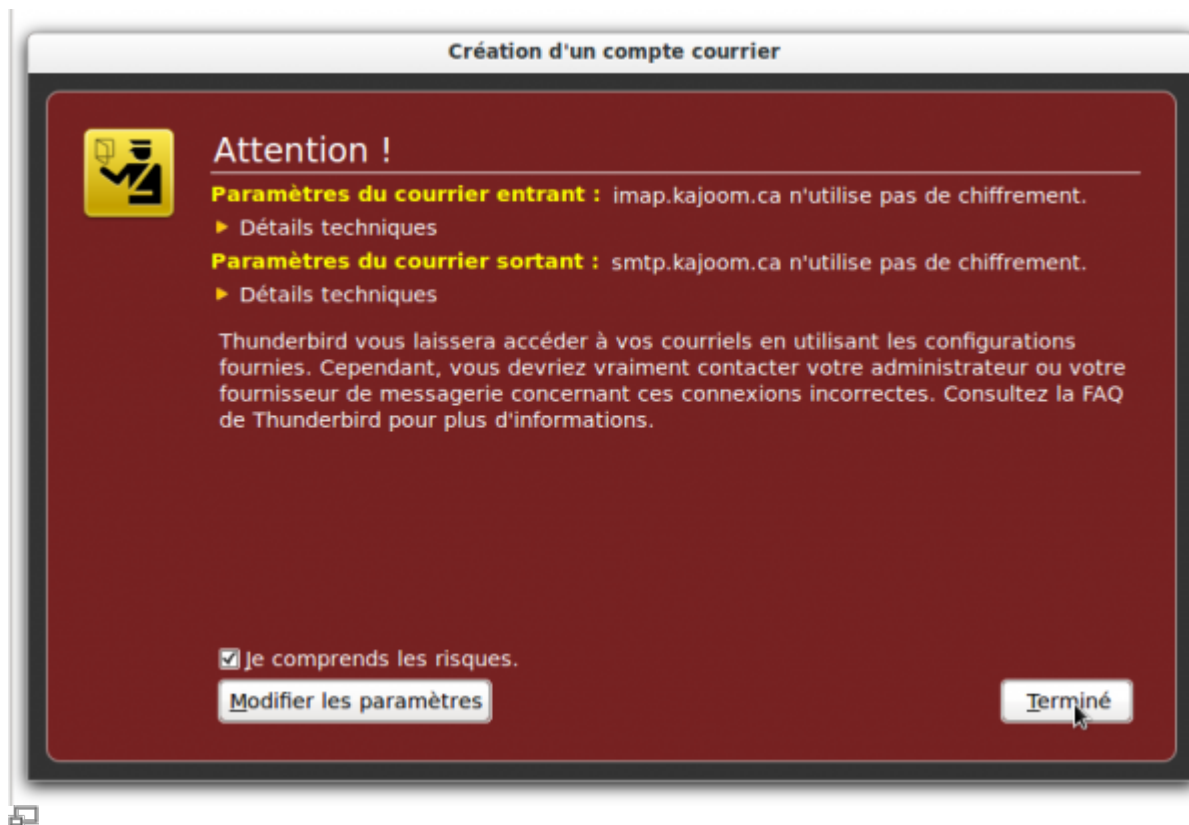 Création d'un compte courrier
Attention !
Paramètres du courrier entrant : imap.kajoom.ca n'utilise pas de chiffrement.
Détails techniques
Paramètres du courrier sortant : smtp.kajoom.ca n'utilise pas de chiffrement.
Détails techniques
Thunderbird vous laissera accéder à vos courriels en utilisant les configurations
fournies. Cependant, vous devriez vraiment contacter votre administrateur ou votre
fournisseur de messagerie concernant ces connexions incorrectes. Consultez la FAQ
de Thunderbird pour plus d'informations.
Je comprends les risques.
Modifier les paramètres
Terminé